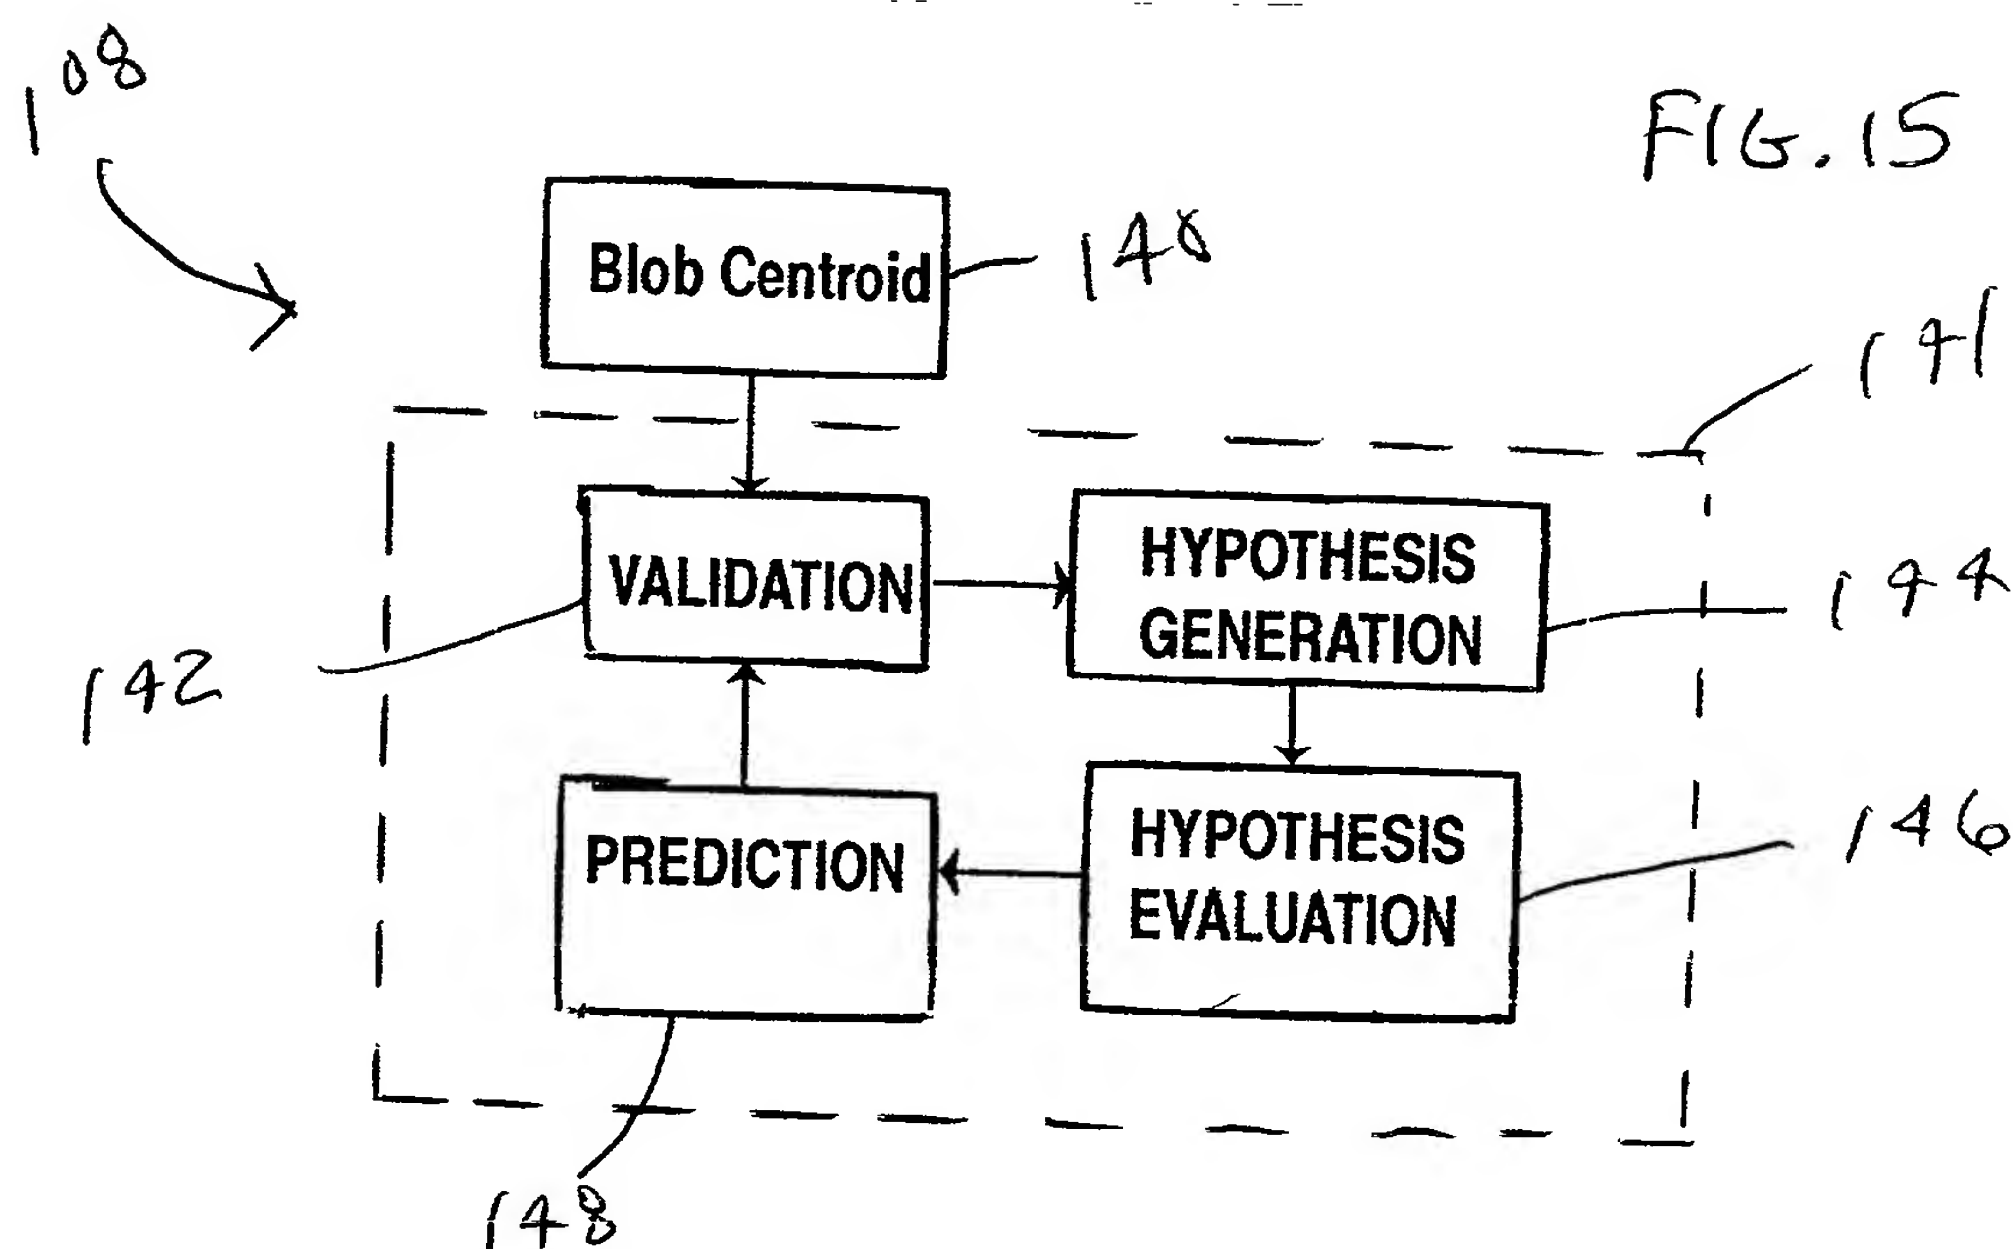 108
FIG. 15
Blob Centroid
140
141
VALIDATION
HYPOTHESIS
GENERATION
144
142
PREDICTION
HYPOTHESIS
EVALUATION
146
148